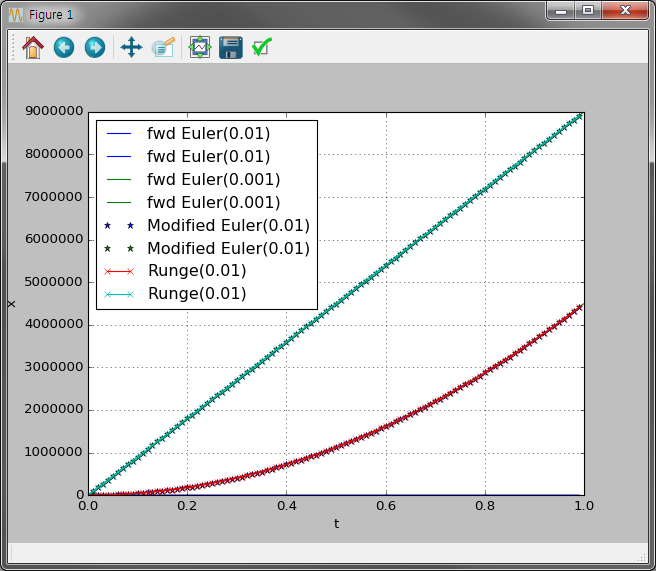 Figure 1
9000000
8000000
7000000
6000000
5000000
4000000
3000000
2000000
1000000
0
x
fwd Euler(0.01)
fwd Euler(0.01)
fwd Euler(0.001)
fwd Euler(0.001)
Modified Euler(0.01)
Modified Euler(0.01)
Runge(0.01)
Runge(0.01)
0.0 0.2 0.4 0.6 0.8 1.0
t